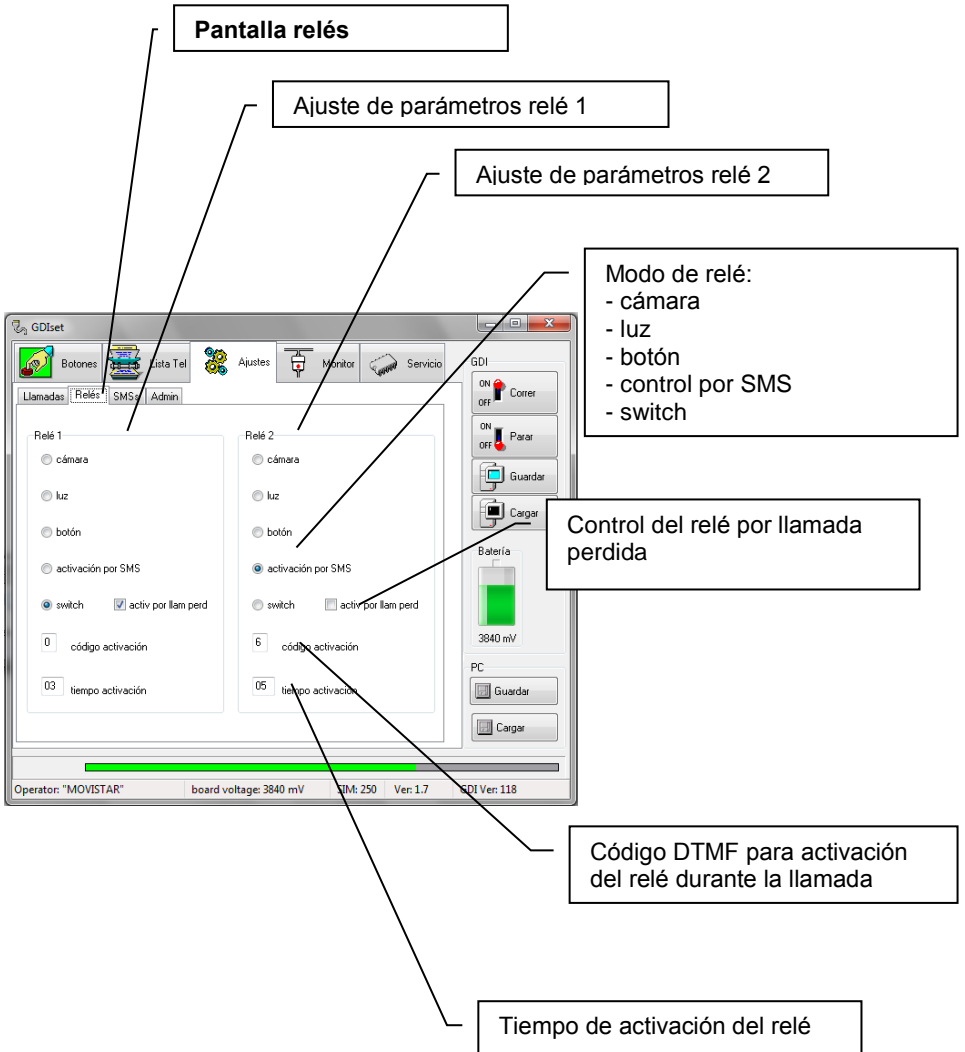 Pantalla relés
Ajuste de parámetros relé 1
Ajuste de parámetros relé 2
Modo de relé:
- cámara
- luz
- botón
- control por SMS
- switch
GDIset
Botones Lista Tel Ajustes Monitor Servicio
Llamadas Relés SMSs Admin
Relé 1
cámara
luz
botón
activación por SMS
switch activ por llam perd
0 código activación
03 tiempo activación
Relé 2
cámara
luz
botón
activación por SMS
switch activ por llam perd
6 código activación
05 tiempo activación
GDI
ON
OFF
Correr
ON
OFF
Parar
Guardar
Cargar
Batería
3840 mV
PC
Guardar
Cargar
Operator: "MOVISTAR" board voltage: 3840 mV SIM: 250 Ver: 1.7 GDI Ver: 118
Control del relé por llamada
perdida
Código DTMF para activación
del relé durante la llamada
Tiempo de activación del relé